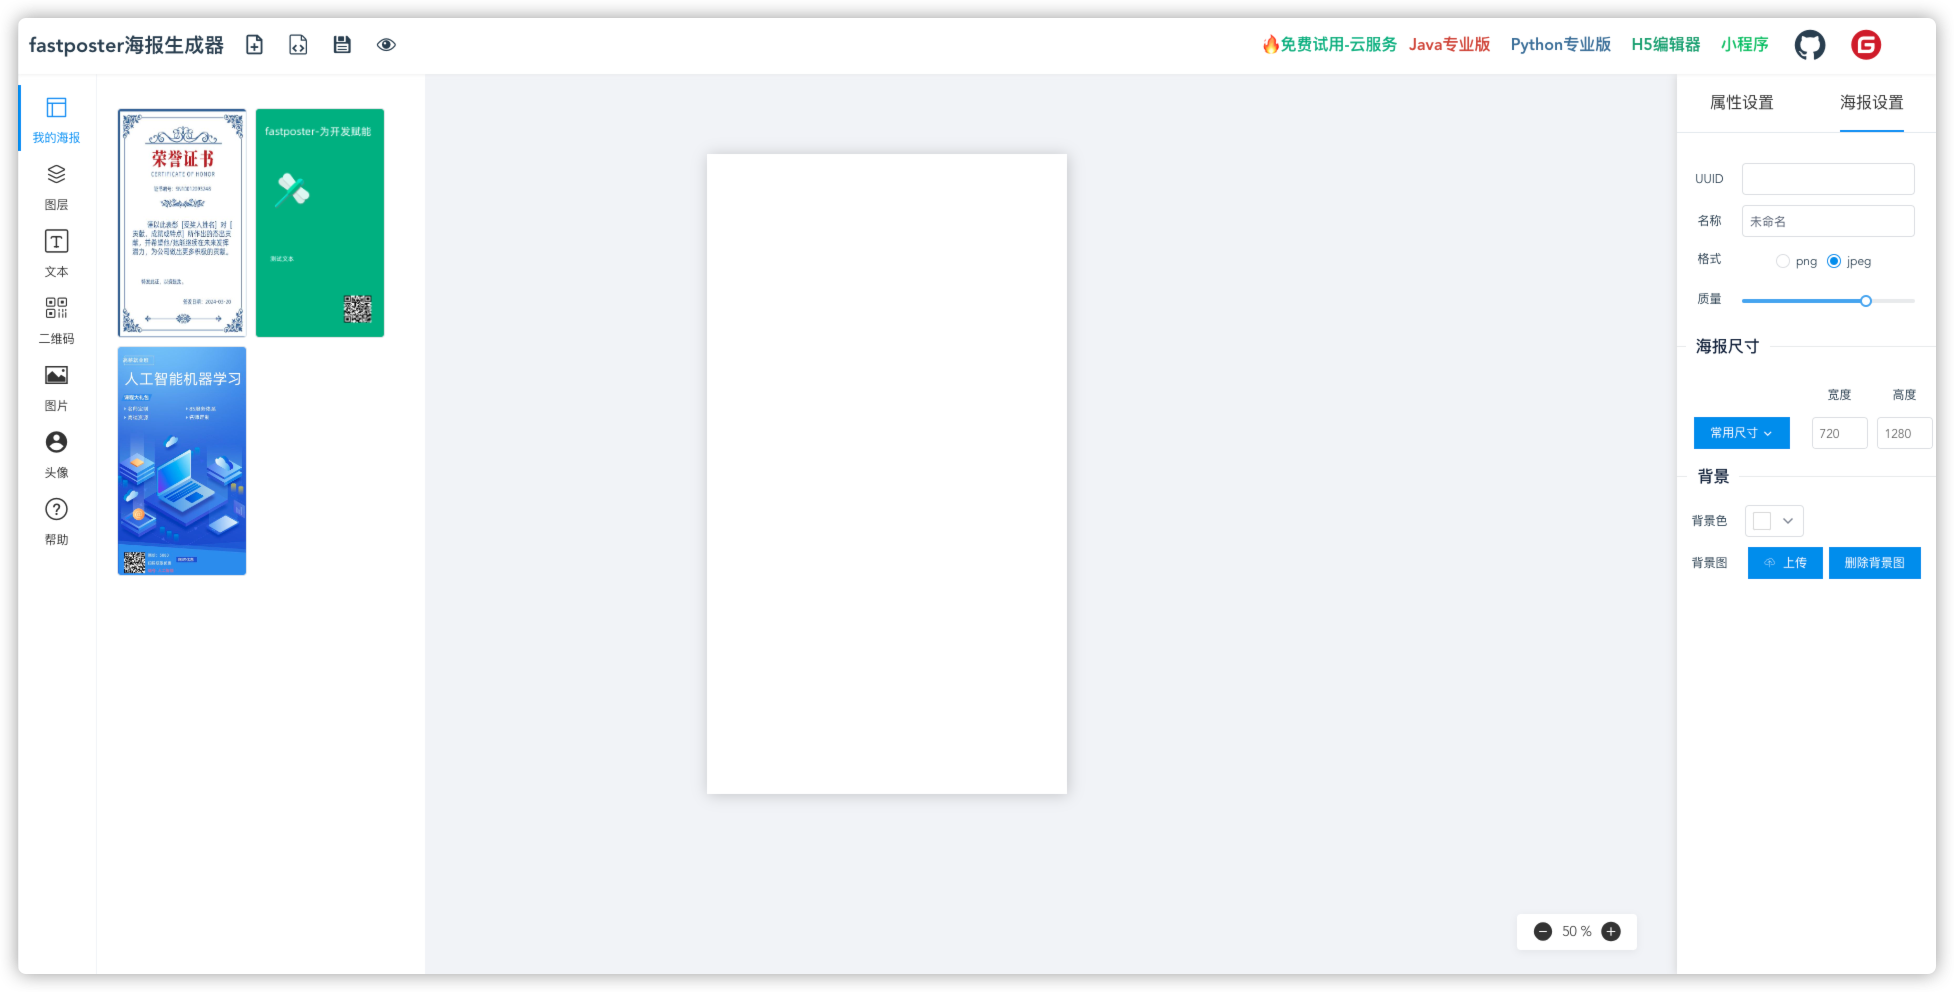 fastposter海报生成器
🔥免费试用-云服务 Java专业版 Python专业版 H5编辑器 小程序
我的海报
图层
文本
二维码
图片
头像
帮助
荣誉证书
CERTIFICATE OF HONOR
fastposter-为开发赋能
测试文本
人工智能机器学习
50 %
属性设置 海报设置
UUID
名称 未命名
格式 png jpeg
质量
海报尺寸
宽度 高度
常用尺寸 720 1280
背景
背景色
背景图 上传 删除背景图